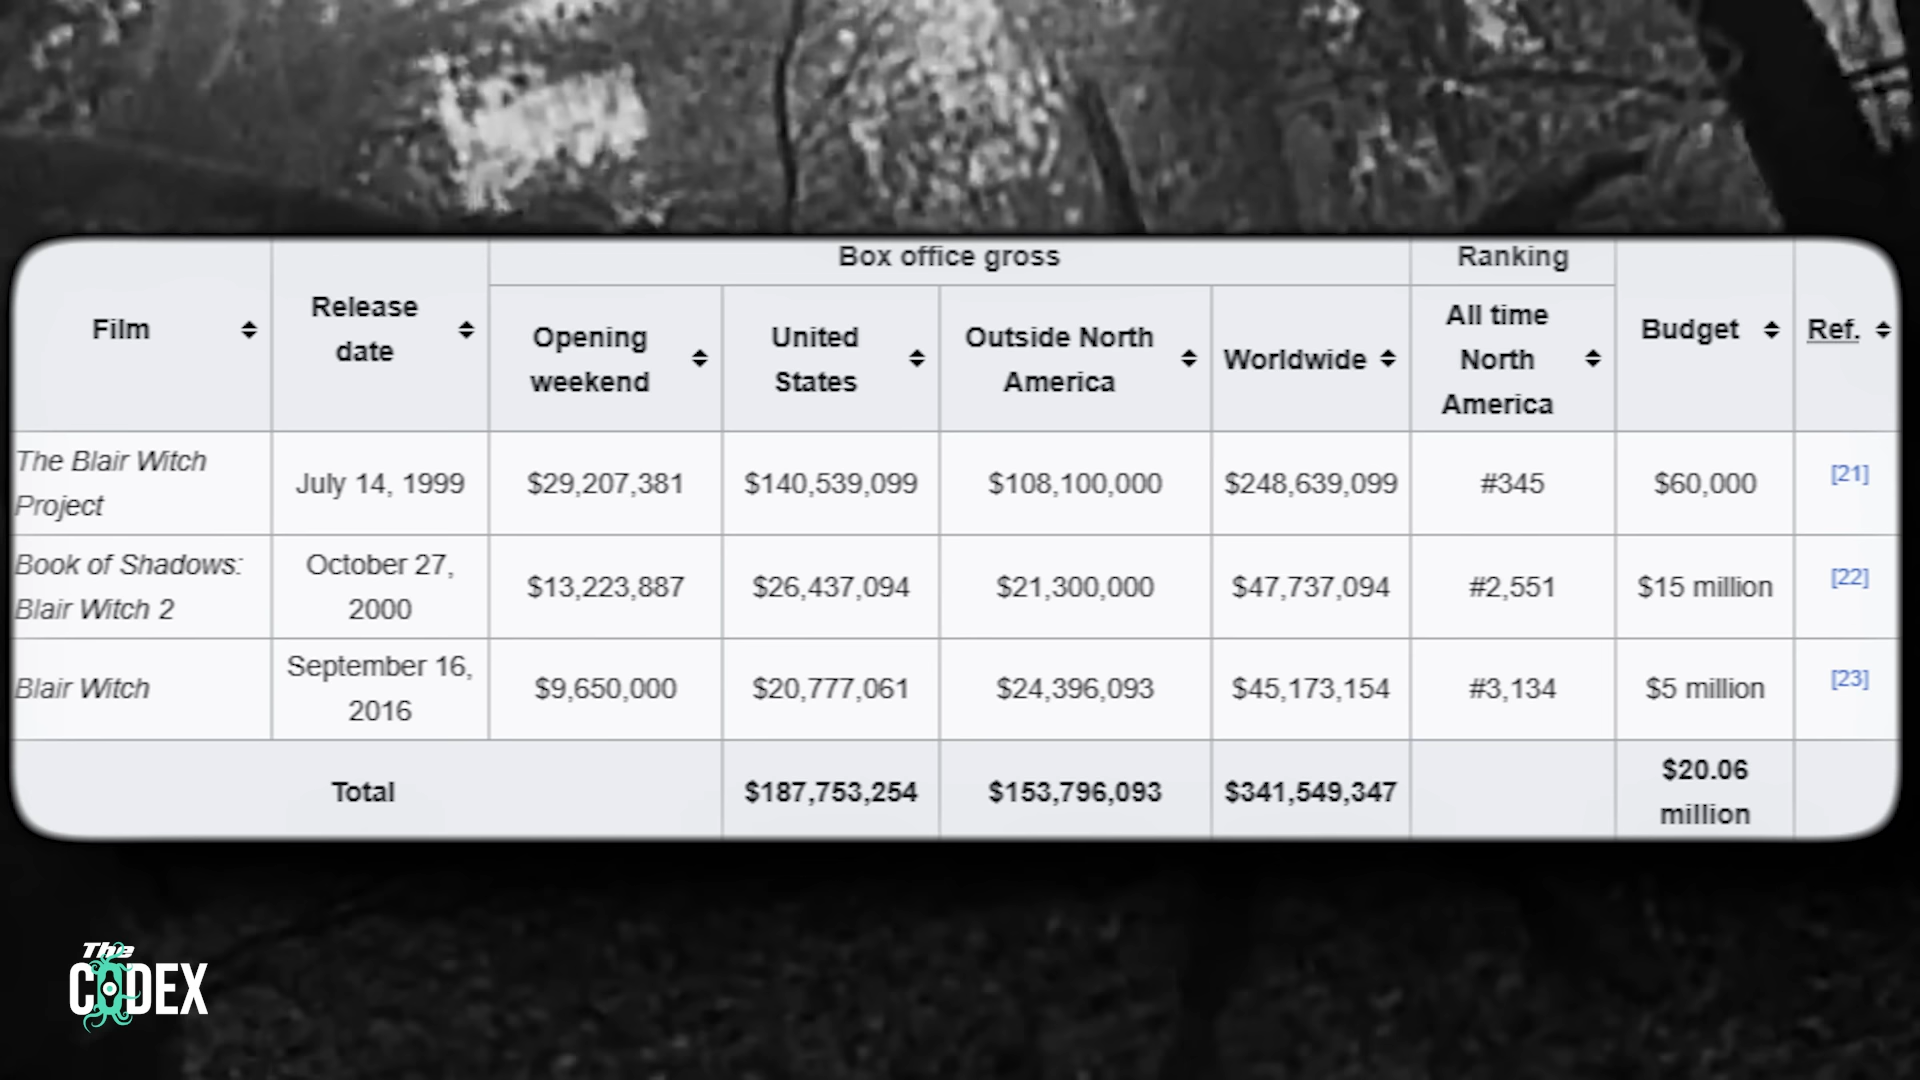 Box office gross
Ranking
Film
Release
date
Opening
weekend
United
States
Outside North
America
Worldwide
All time
North
America
Budget
Ref.
The Blair Witch
Project
July 14, 1999
$29,207,381
$140,539,099
$108,100,000
$248,639,099
#345
$60,000
[21]
Book of Shadows:
Blair Witch 2
October 27,
2000
$13,223,887
$26,437,094
$21,300,000
$47,737,094
#2,551
$15 million
[22]
Blair Witch
September 16,
2016
$9,650,000
$20,777,061
$24,396,093
$45,173,154
#3,134
$5 million
[23]
Total
$187,753,254
$153,796,093
$341,549,347
$20.06
million
The
CODEX